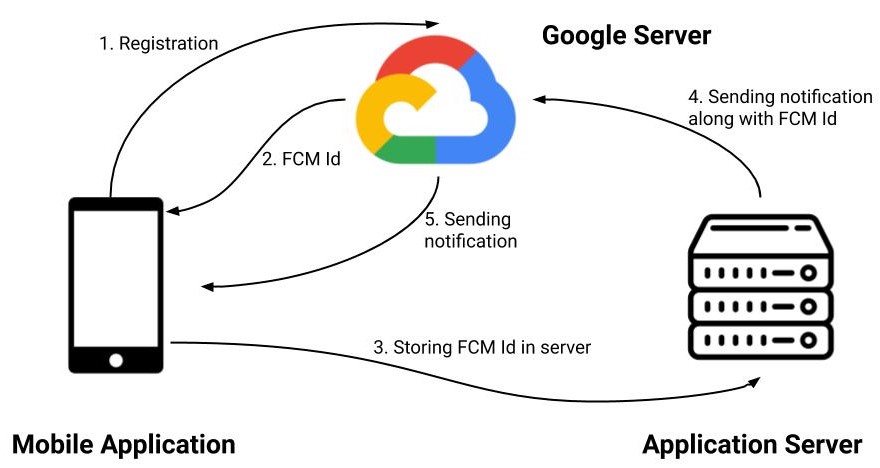 1. Registration
Google Server
4. Sending notification
along with FCM Id
2. FCM Id
5. Sending
notification
3. Storing FCM Id in server
Mobile Application
Application Server